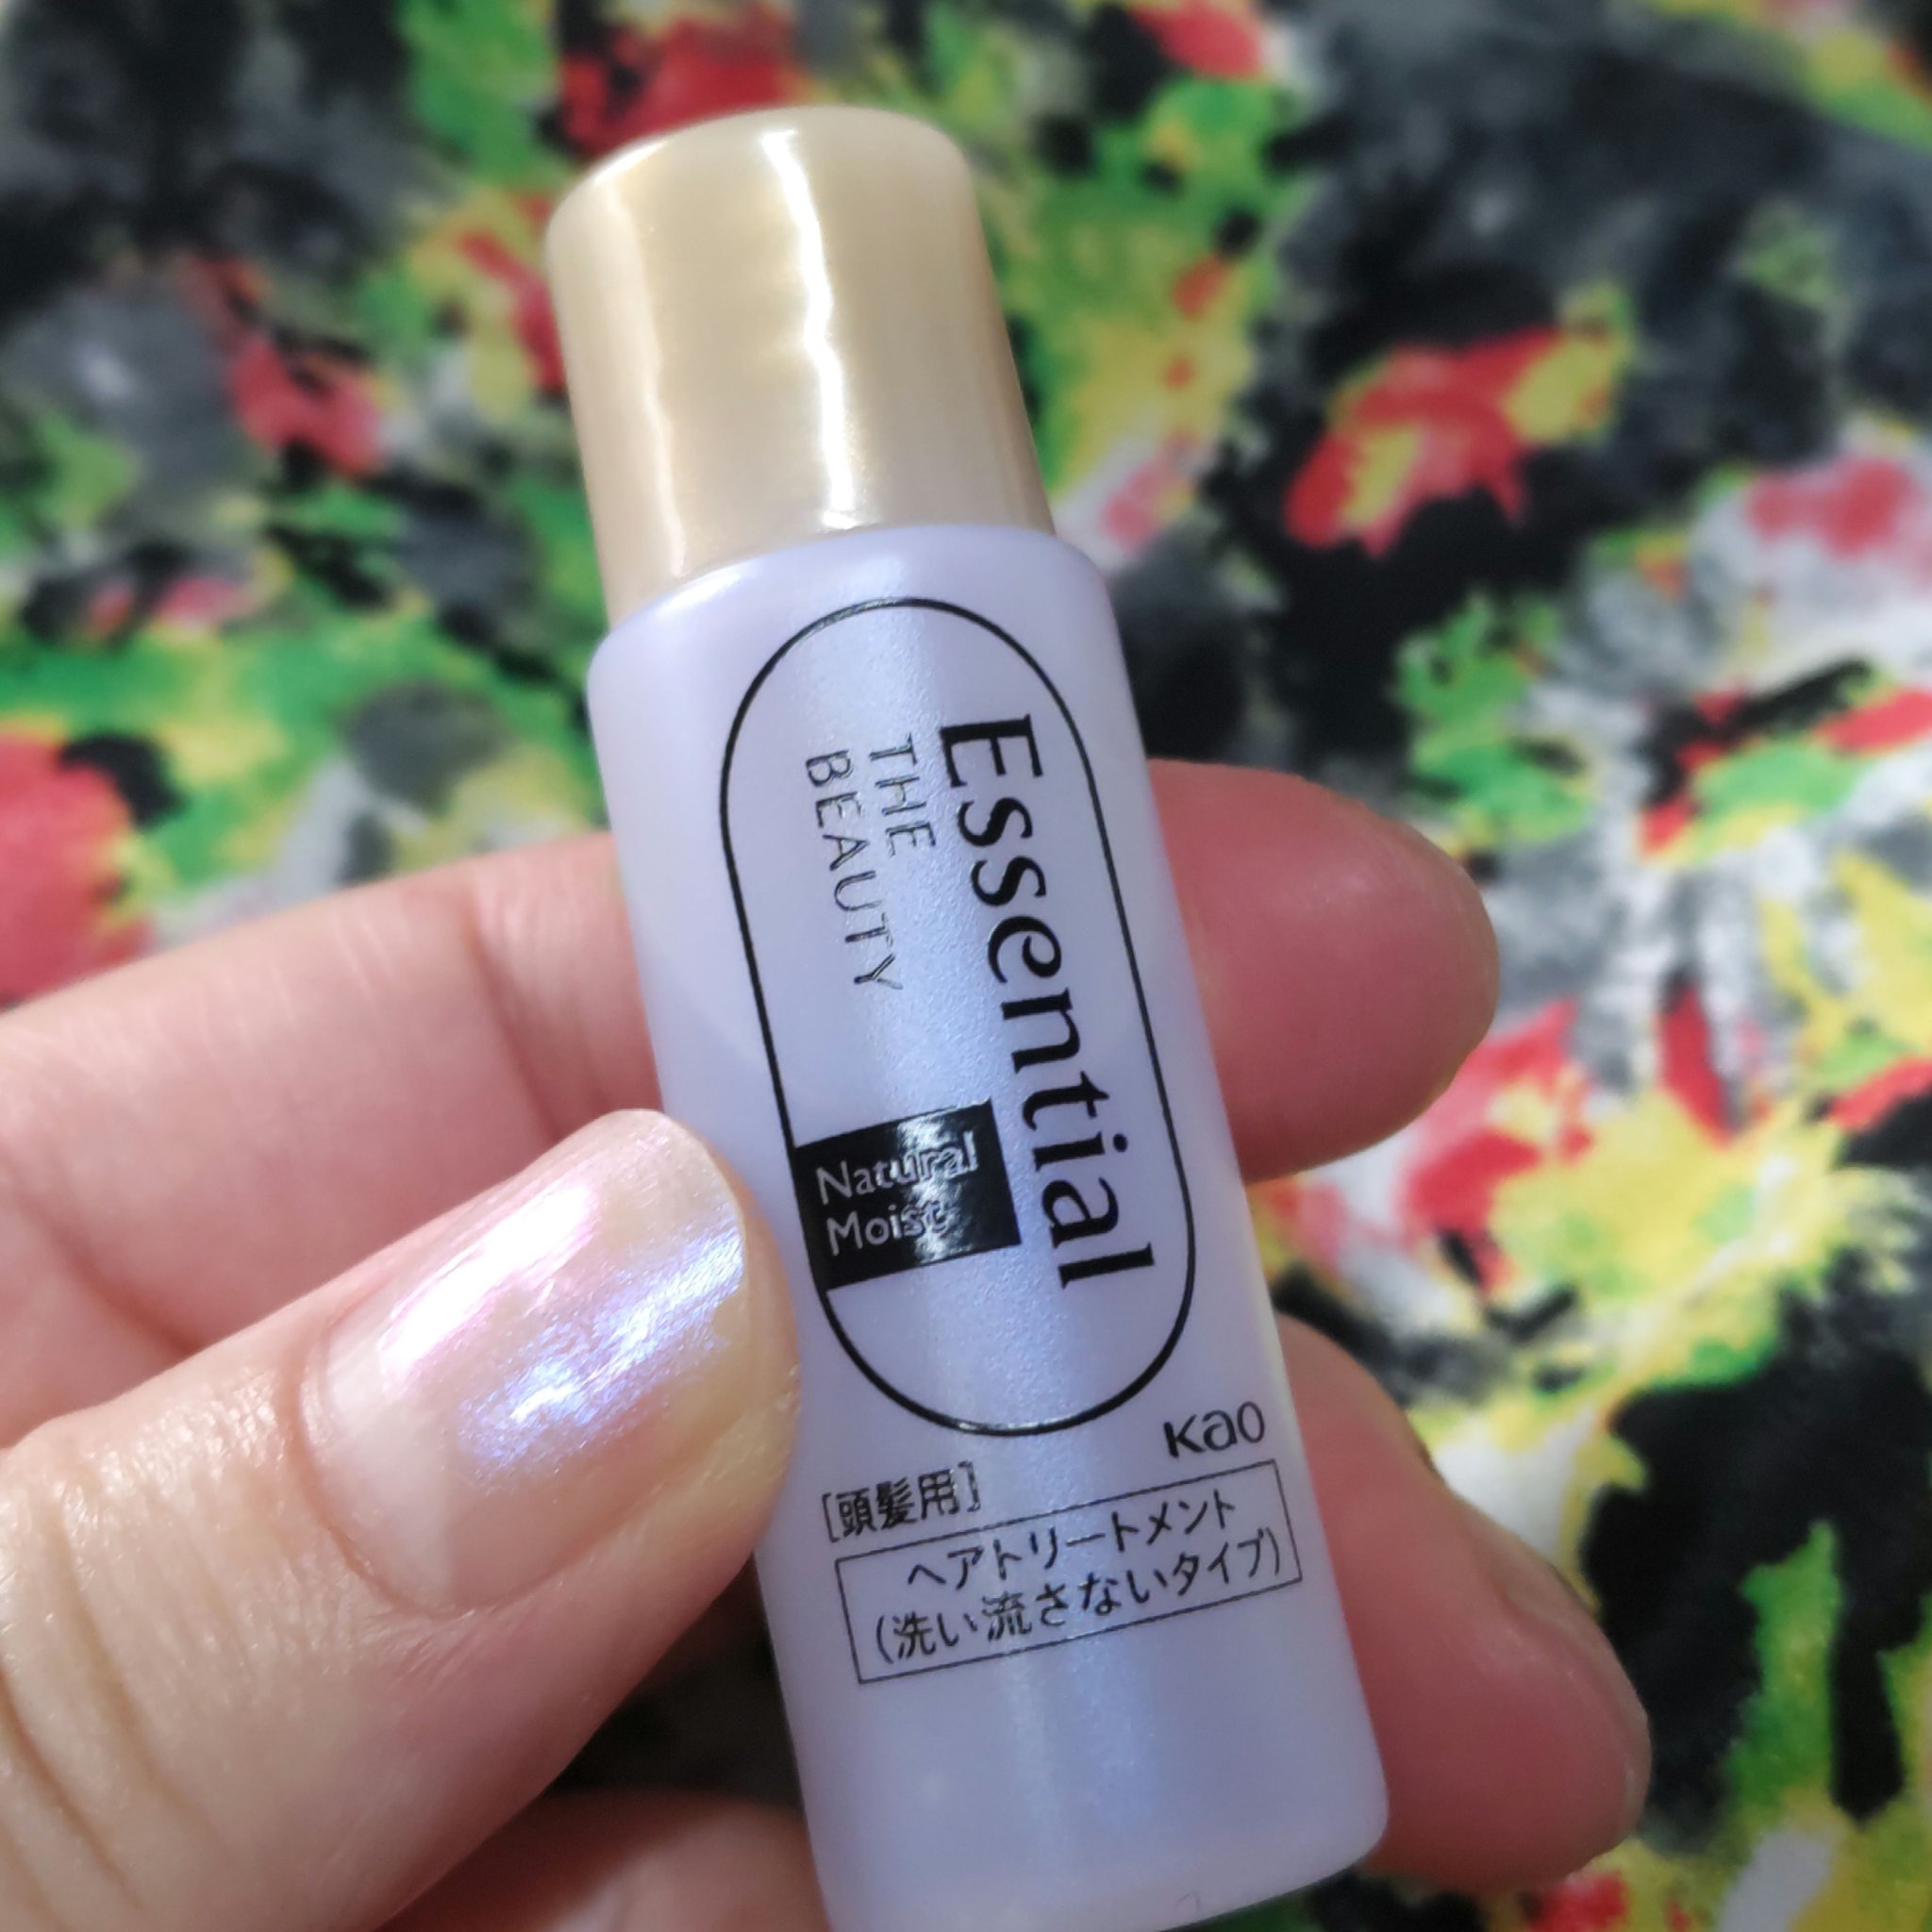 Essential
THE
BEAUTY
Natural
Moist
Kao
[頭髪用]
ヘアトリートメント
(洗い流さないタイプ)